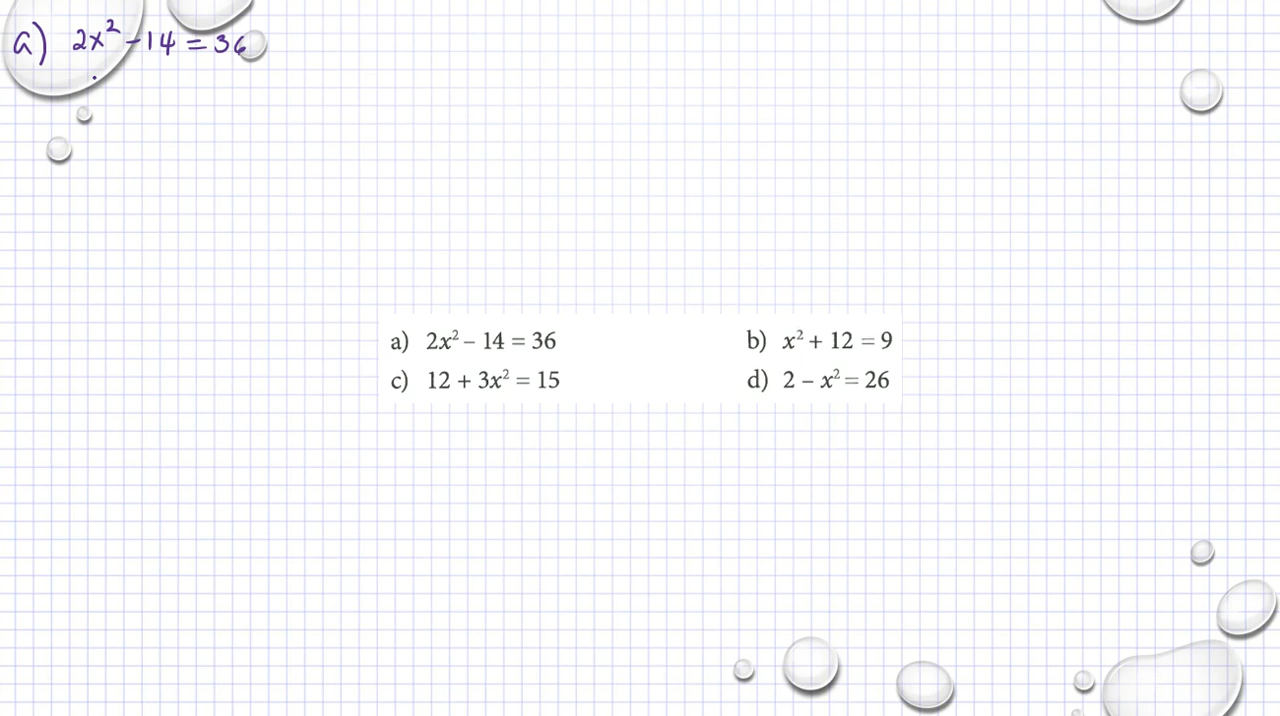 a) 2x² - 14 = 36
a) 2x² – 14 = 36 b) x² + 12 = 9
c) 12 + 3x² = 15 d) 2 – x² = 26